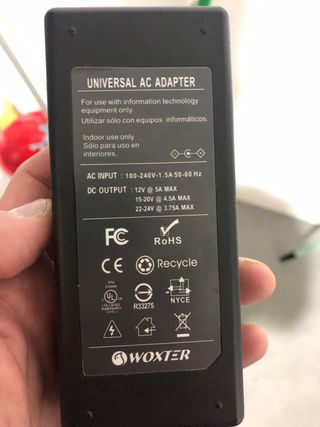 UNIVERSAL AC ADAPTER
For use with information technology
equipment only.
Utilizar sólo con equipos informáticos.
Indoor use only
Sólo para uso en
interiores.
AC INPUT : 100-240V-1.5A 50-60 Hz
DC OUTPUT : 12V @ 5A MAX
15-20V @ 4.5A MAX
22-24V @ 3.75A MAX
FC
RoHS
CE
Recycle
UL
R33275
NYCE
WOXTER